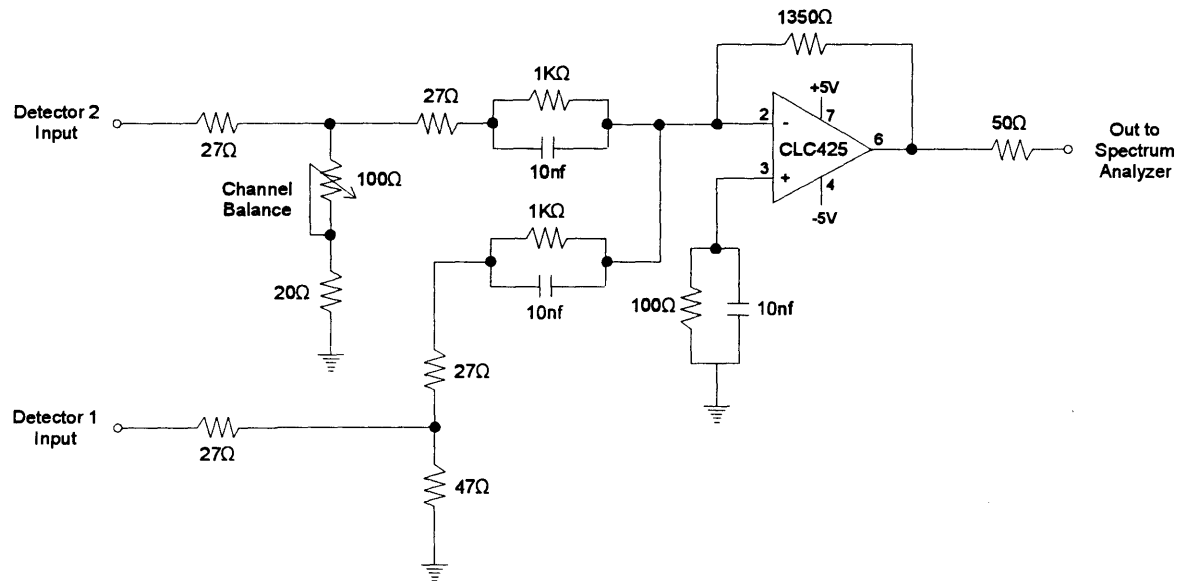 1350Ω
1KΩ
+5V
Detector 2
Input
27Ω
27Ω
10nf
2
-
7
CLC425
6
50Ω
Out to
Spectrum
Analyzer
3
+
4
-5V
Channel
Balance
100Ω
1KΩ
10nf
20Ω
100Ω
10nf
27Ω
Detector 1
Input
27Ω
47Ω